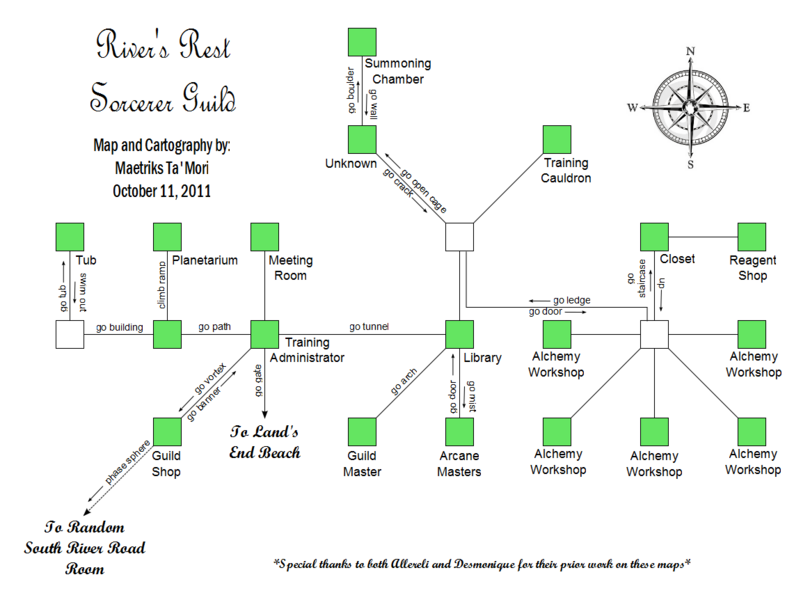 River's Rest
Sorcerer Guild
Map and Cartography by:
Maetriks Ta'Mori
October 11, 2011
N
W
E
S
Summoning
Chamber
go boulder
go wall
Unknown
Training
Cauldron
go open cage
go crack
Tub
Planetarium
Meeting
Room
Closet
Reagent
Shop
go tub
swim out
climb ramp
go
staircase
up
go ledge
go door
go building
go path
go tunnel
Training
Administrator
Library
Alchemy
Workshop
Alchemy
Workshop
go vortex
go banner
go gate
go arch
go door
go mist
To Land's
End Beach
Guild
Shop
Guild
Master
Arcane
Masters
Alchemy
Workshop
Alchemy
Workshop
Alchemy
Workshop
phase sphere
To Random
South River Road
Room
*Special thanks to both Allereli and Desmonique for their prior work on these maps*